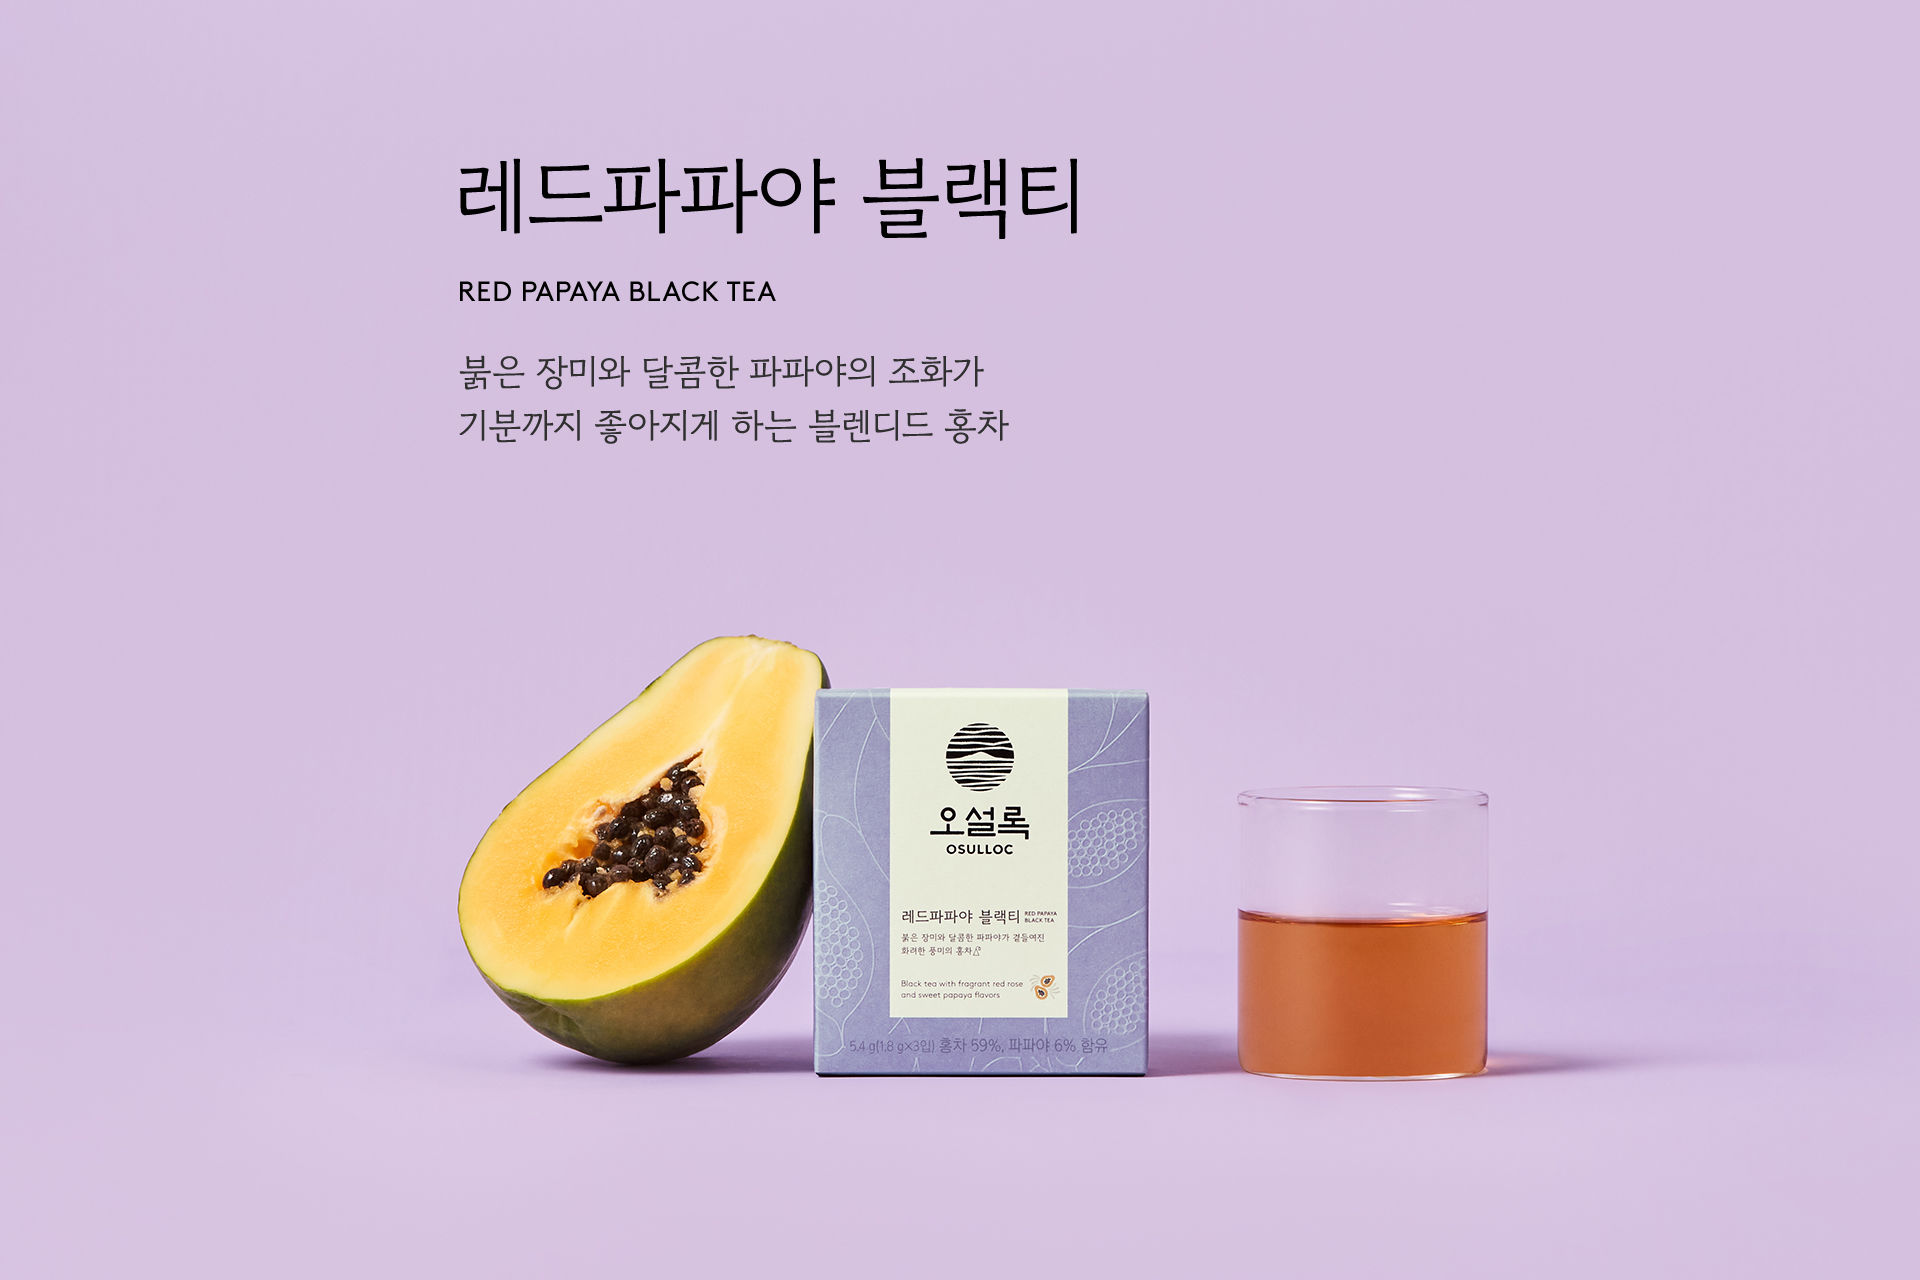 레드파파야 블랙티
RED PAPAYA BLACK TEA
붉은 장미와 달콤한 파파야의 조화가
기분까지 좋아지게 하는 블렌디드 홍차
오설록
OSULLOC
레드파파야 블랙티 RED PAPAYA
BLACK TEA
붉은 장미와 달콤한 파파야가 곁들여진
화려한 풍미의 홍차
Black tea with fragrant red rose
and sweet papaya flavors
5.4 g(1.8 g×3입) 홍차 59%, 파파야 6% 함유